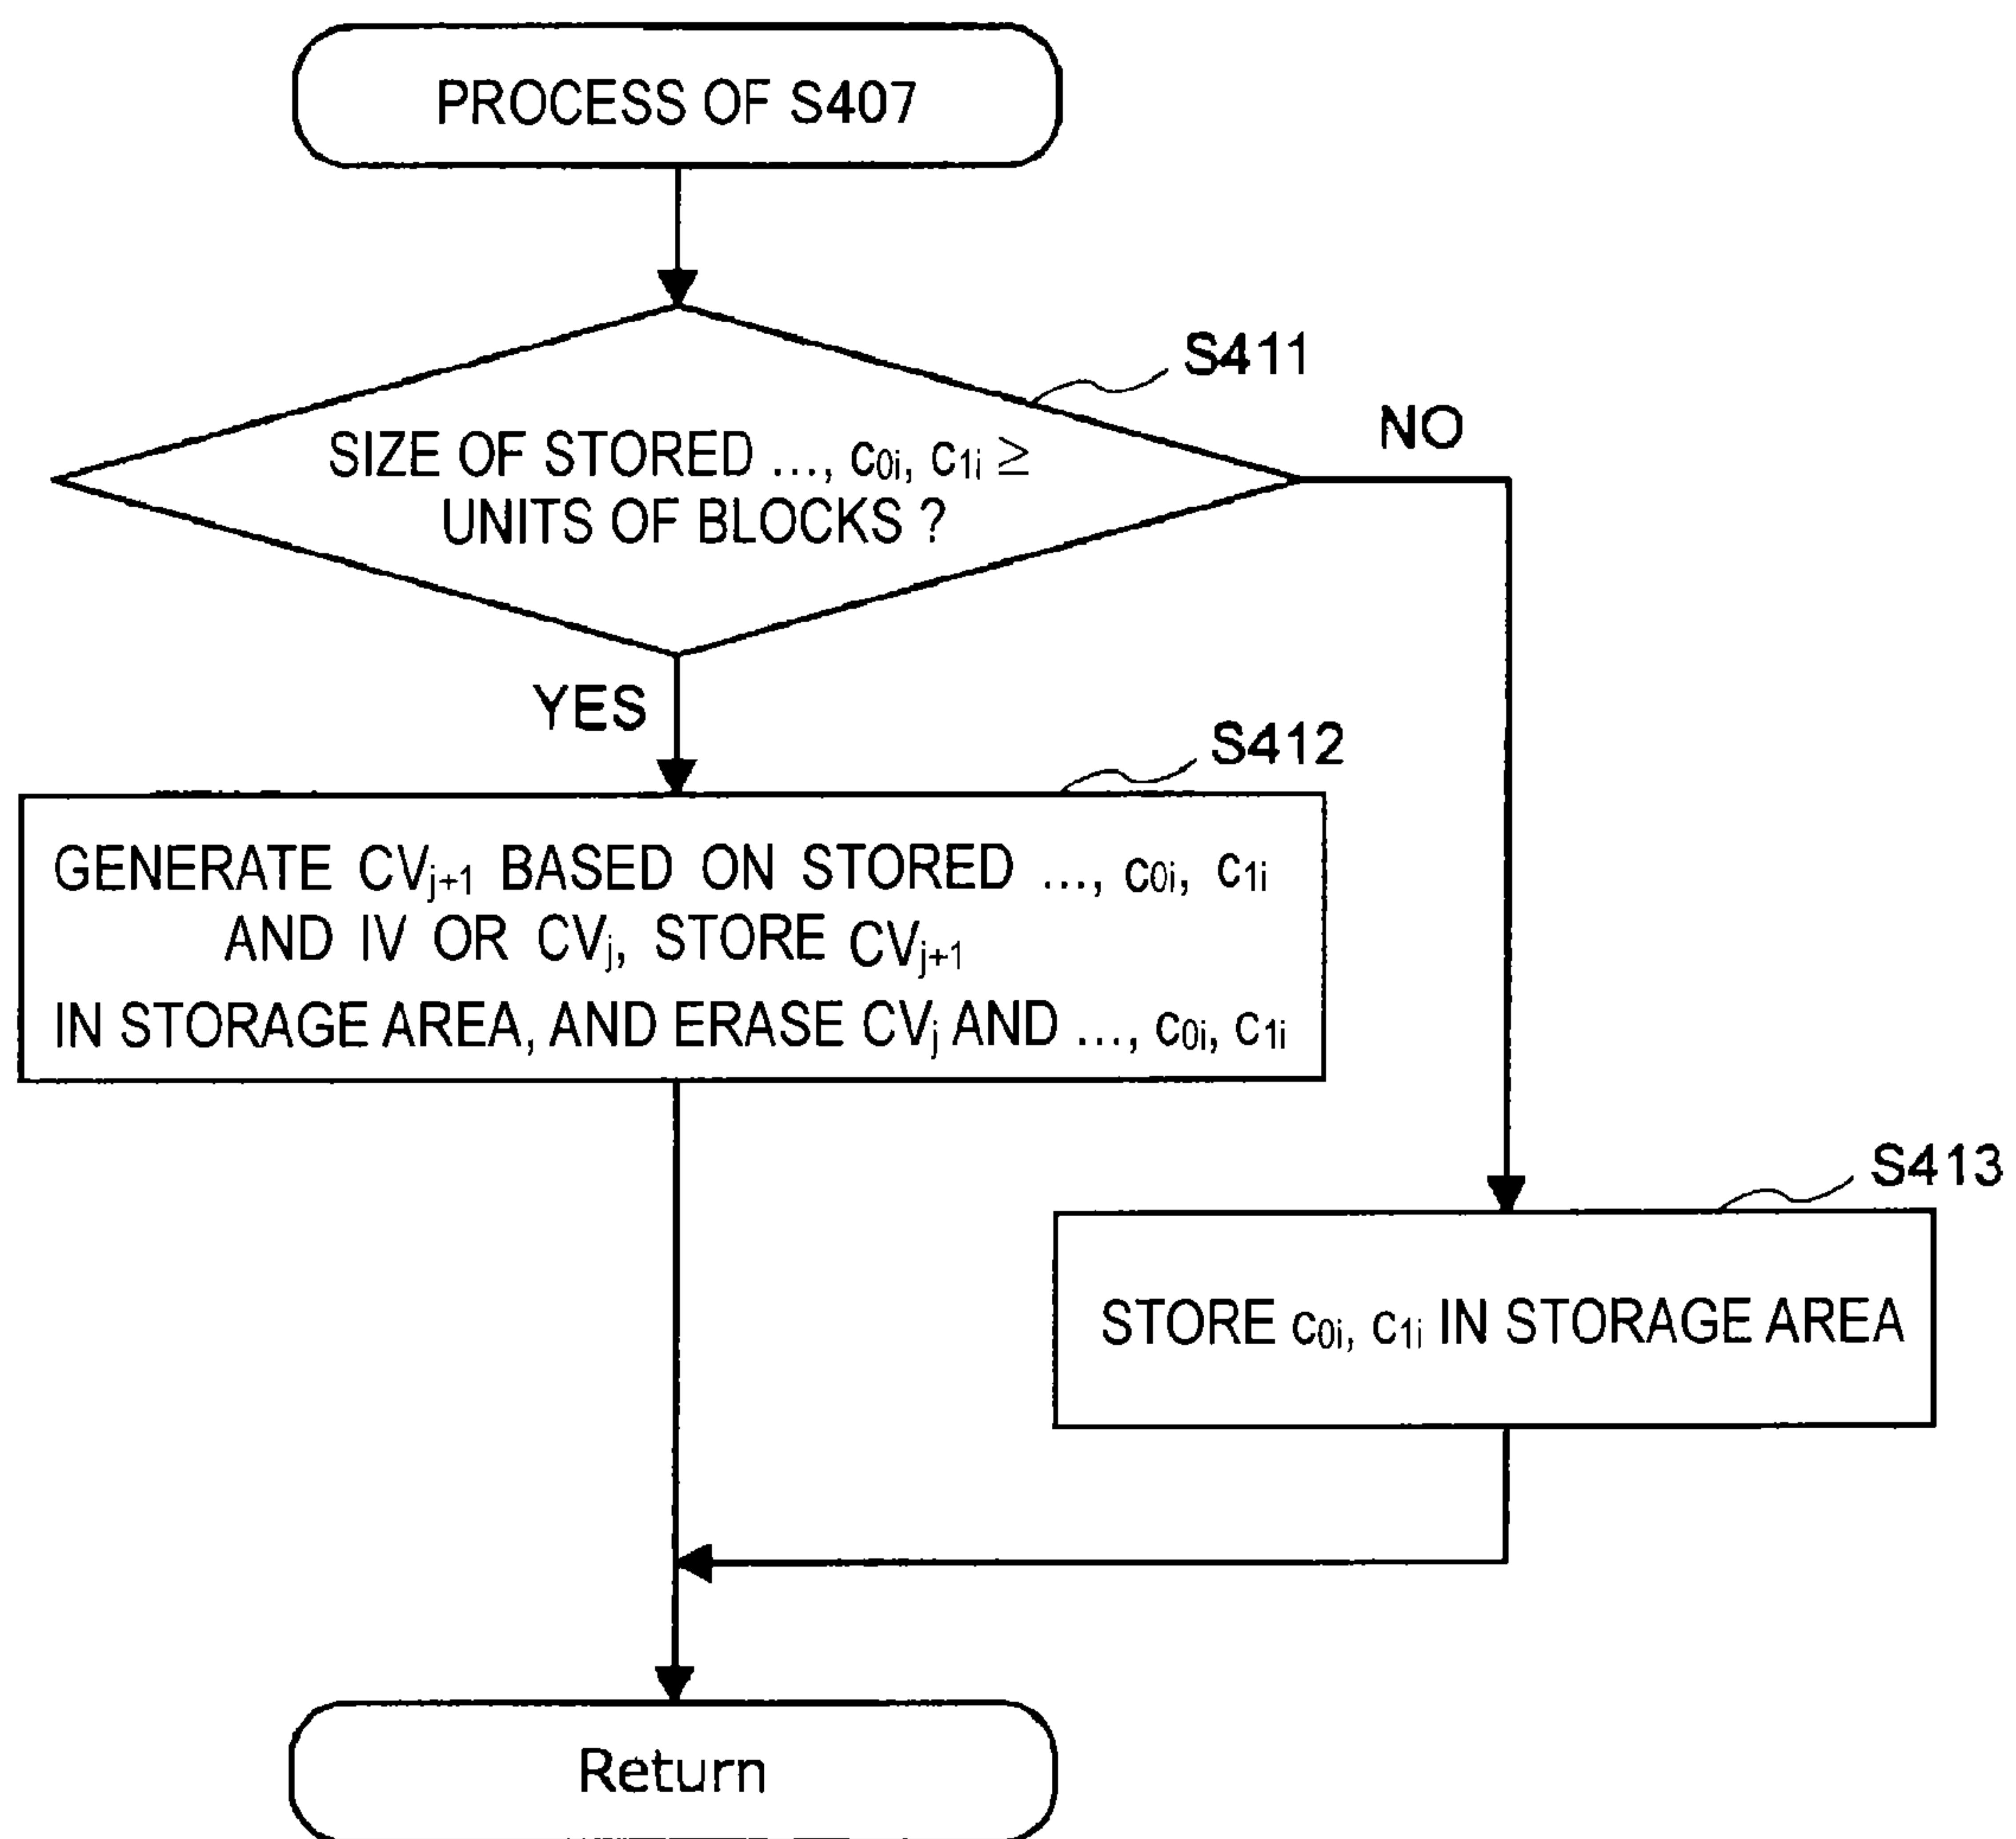 PROCESS OF S407
S411
NO
SIZE OF STORED ..., c₀ᵢ, c₁ᵢ ≥
UNITS OF BLOCKS ?
YES
S412
GENERATE CVⱼ₊₁ BASED ON STORED ..., c₀ᵢ, c₁ᵢ
AND IV OR CVⱼ, STORE CVⱼ₊₁
IN STORAGE AREA, AND ERASE CVⱼ AND ..., c₀ᵢ, c₁ᵢ
S413
STORE c₀ᵢ, c₁ᵢ IN STORAGE AREA
Return